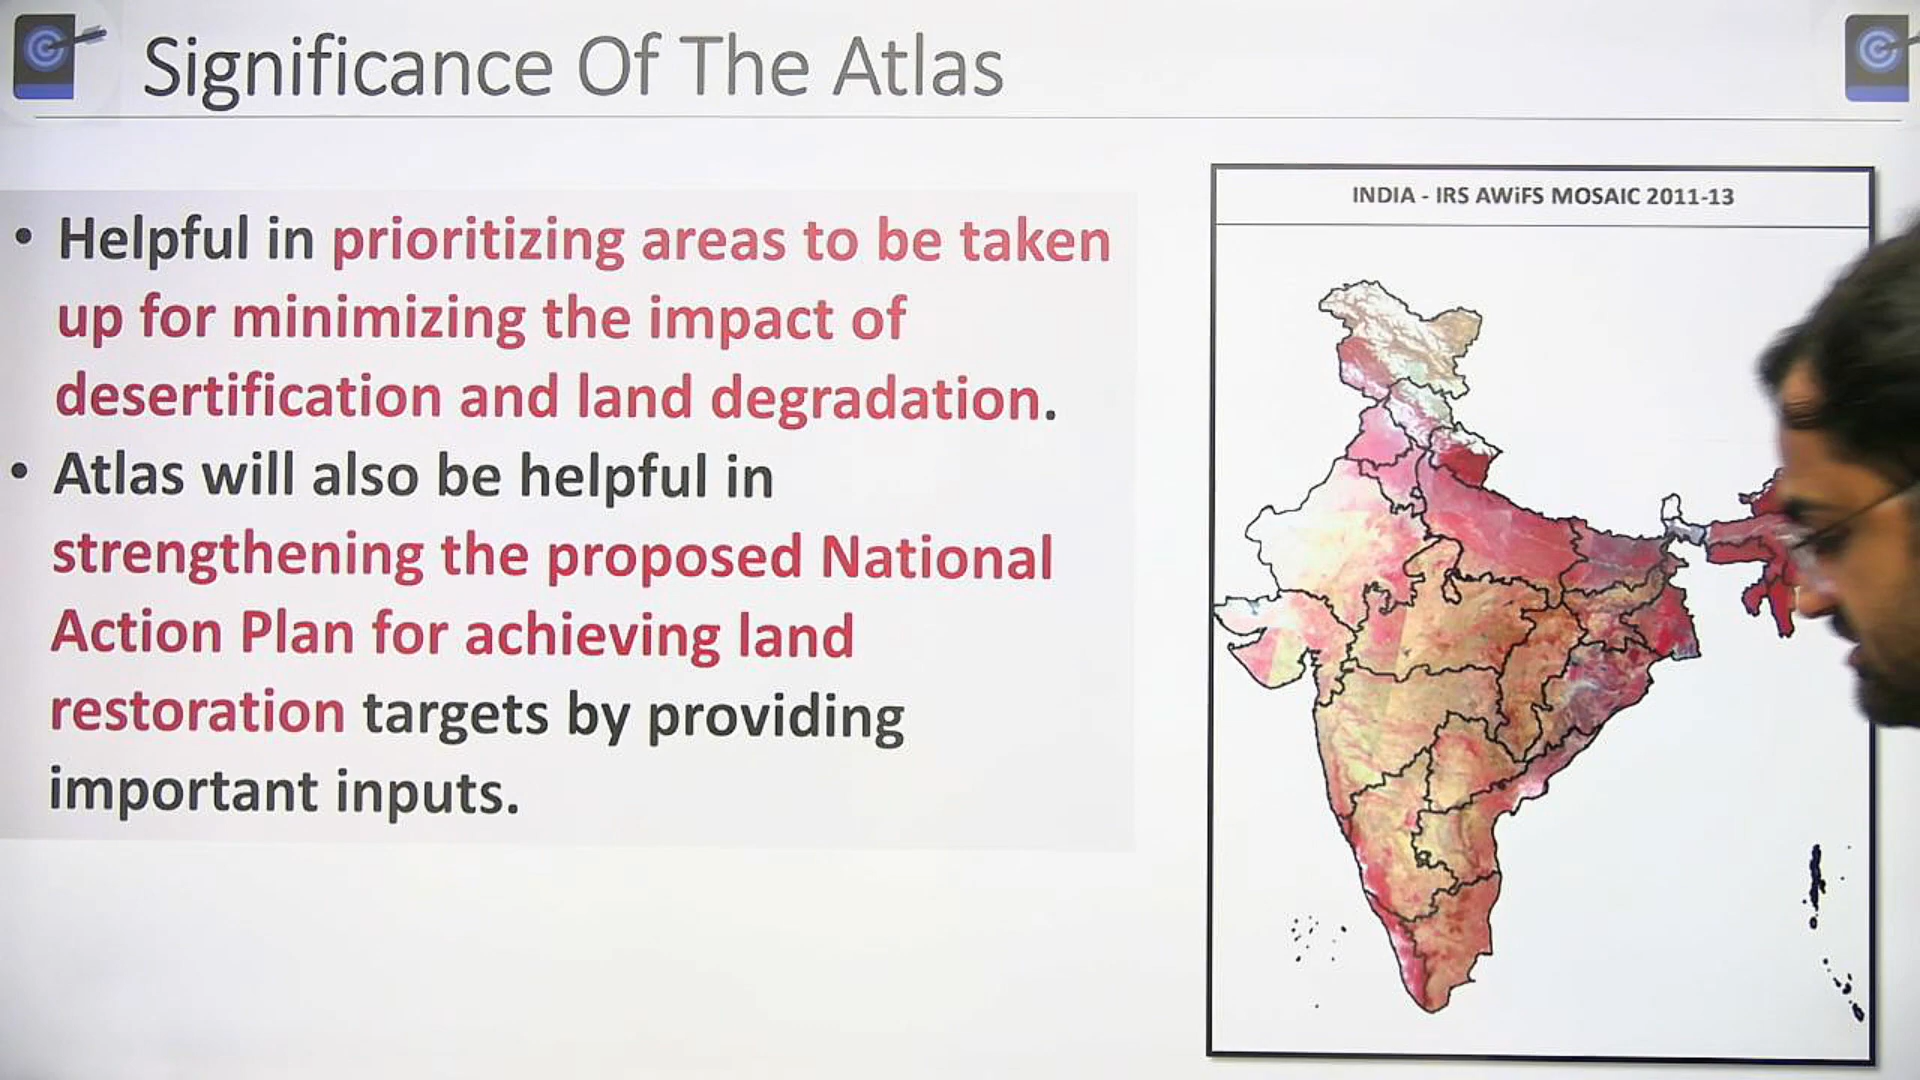 Significance Of The Atlas
INDIA - IRS AWiFS MOSAIC 2011-13
• Helpful in prioritizing areas to be taken
up for minimizing the impact of
desertification and land degradation.
• Atlas will also be helpful in
strengthening the proposed National
Action Plan for achieving land
restoration targets by providing
important inputs.